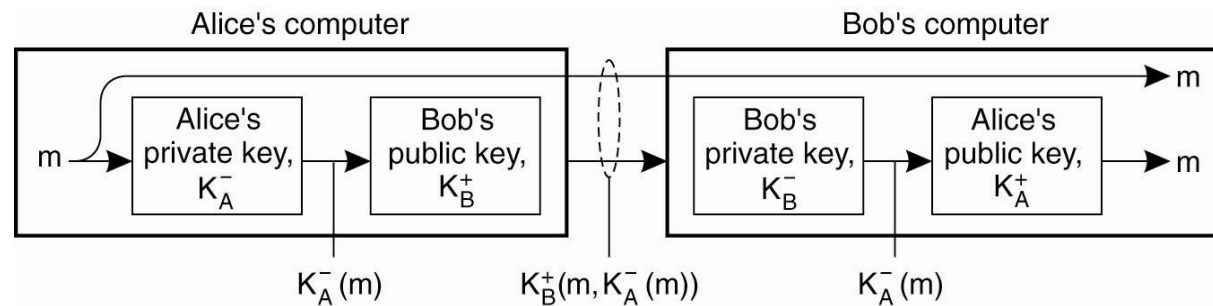 Alice's computer
Bob's computer
m
Alice's
private key,
K_A^-
Bob's
public key,
K_B^+
Bob's
private key,
K_B^-
Alice's
public key,
K_A^+
m
m
K_A^- (m)
K_B^+ (m, K_A^- (m))
K_A^- (m)